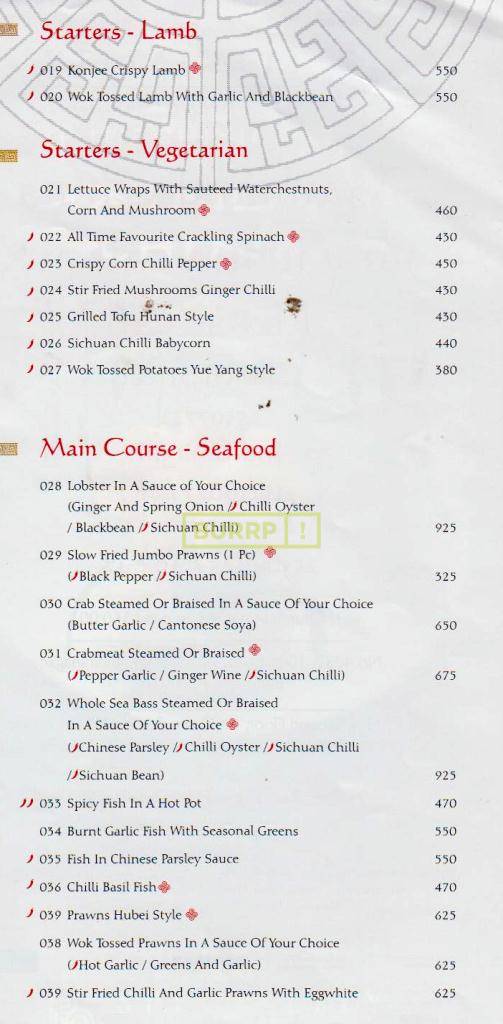 Starters - Lamb
019 Konjee Crispy Lamb 550
020 Wok Tossed Lamb With Garlic And Blackbean 550
Starters - Vegetarian
021 Lettuce Wraps With Sauteed Waterchestnuts,
Corn And Mushroom 460
022 All Time Favourite Crackling Spinach 430
023 Crispy Corn Chilli Pepper 450
024 Stir Fried Mushrooms Ginger Chilli 430
025 Grilled Tofu Hunan Style 430
026 Sichuan Chilli Babycorn 440
027 Wok Tossed Potatoes Yue Yang Style 380
Main Course - Seafood
028 Lobster In A Sauce of Your Choice
(Ginger And Spring Onion / Chilli Oyster
/ Blackbean / Sichuan Chilli) 925
BURRP !
029 Slow Fried Jumbo Prawns (1 Pc)
(Black Pepper / Sichuan Chilli) 325
030 Crab Steamed Or Braised In A Sauce Of Your Choice
(Butter Garlic / Cantonese Soya) 650
031 Crabmeat Steamed Or Braised
(Pepper Garlic / Ginger Wine / Sichuan Chilli) 675
032 Whole Sea Bass Steamed Or Braised
In A Sauce Of Your Choice
(Chinese Parsley / Chilli Oyster / Sichuan Chilli
/ Sichuan Bean) 925
033 Spicy Fish In A Hot Pot 470
034 Burnt Garlic Fish With Seasonal Greens 550
035 Fish In Chinese Parsley Sauce 550
036 Chilli Basil Fish 470
039 Prawns Hubei Style 625
038 Wok Tossed Prawns In A Sauce Of Your Choice
(Hot Garlic / Greens And Garlic) 625
039 Stir Fried Chilli And Garlic Prawns With Eggwhite 625